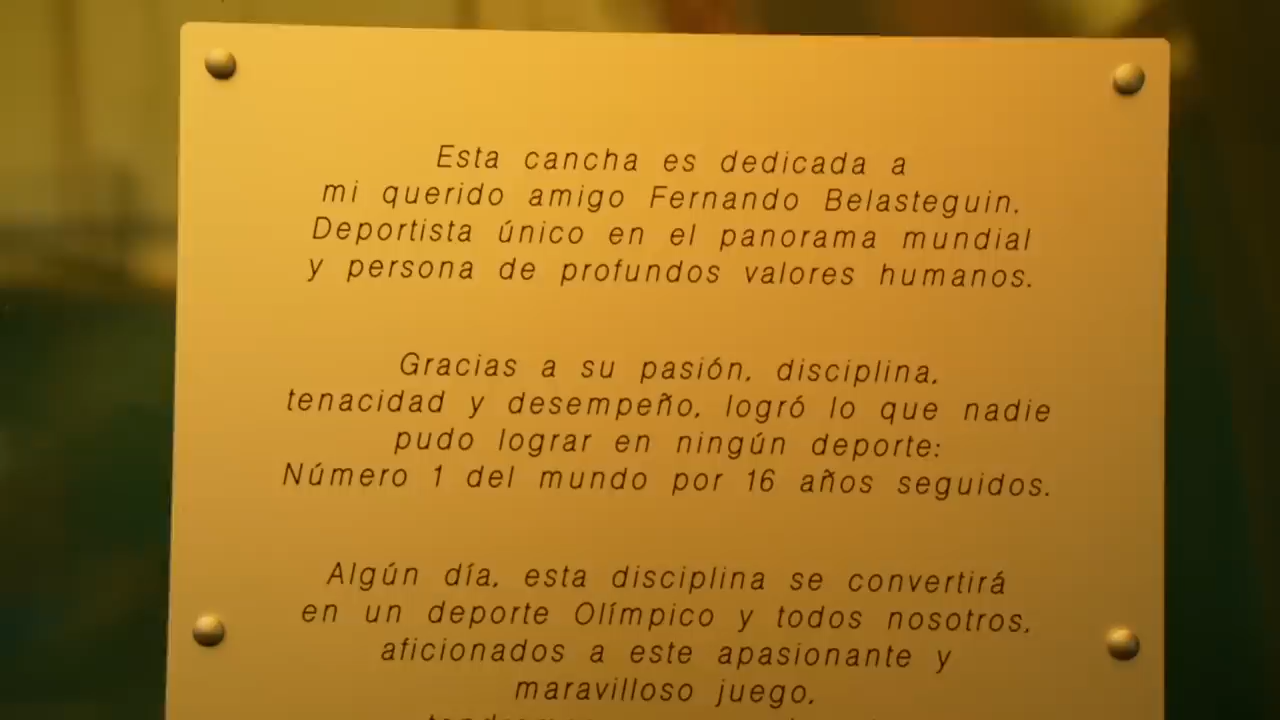 Esta cancha es dedicada a
mi querido amigo Fernando Belasteguin.
Deportista único en el panorama mundial
y persona de profundos valores humanos.
Gracias a su pasión, disciplina,
tenacidad y desempeño, logró lo que nadie
pudo lograr en ningún deporte:
Número 1 del mundo por 16 años seguidos.
Algún día, esta disciplina se convertirá
en un deporte Olímpico y todos nosotros,
aficionados a este apasionante y
maravilloso juego,